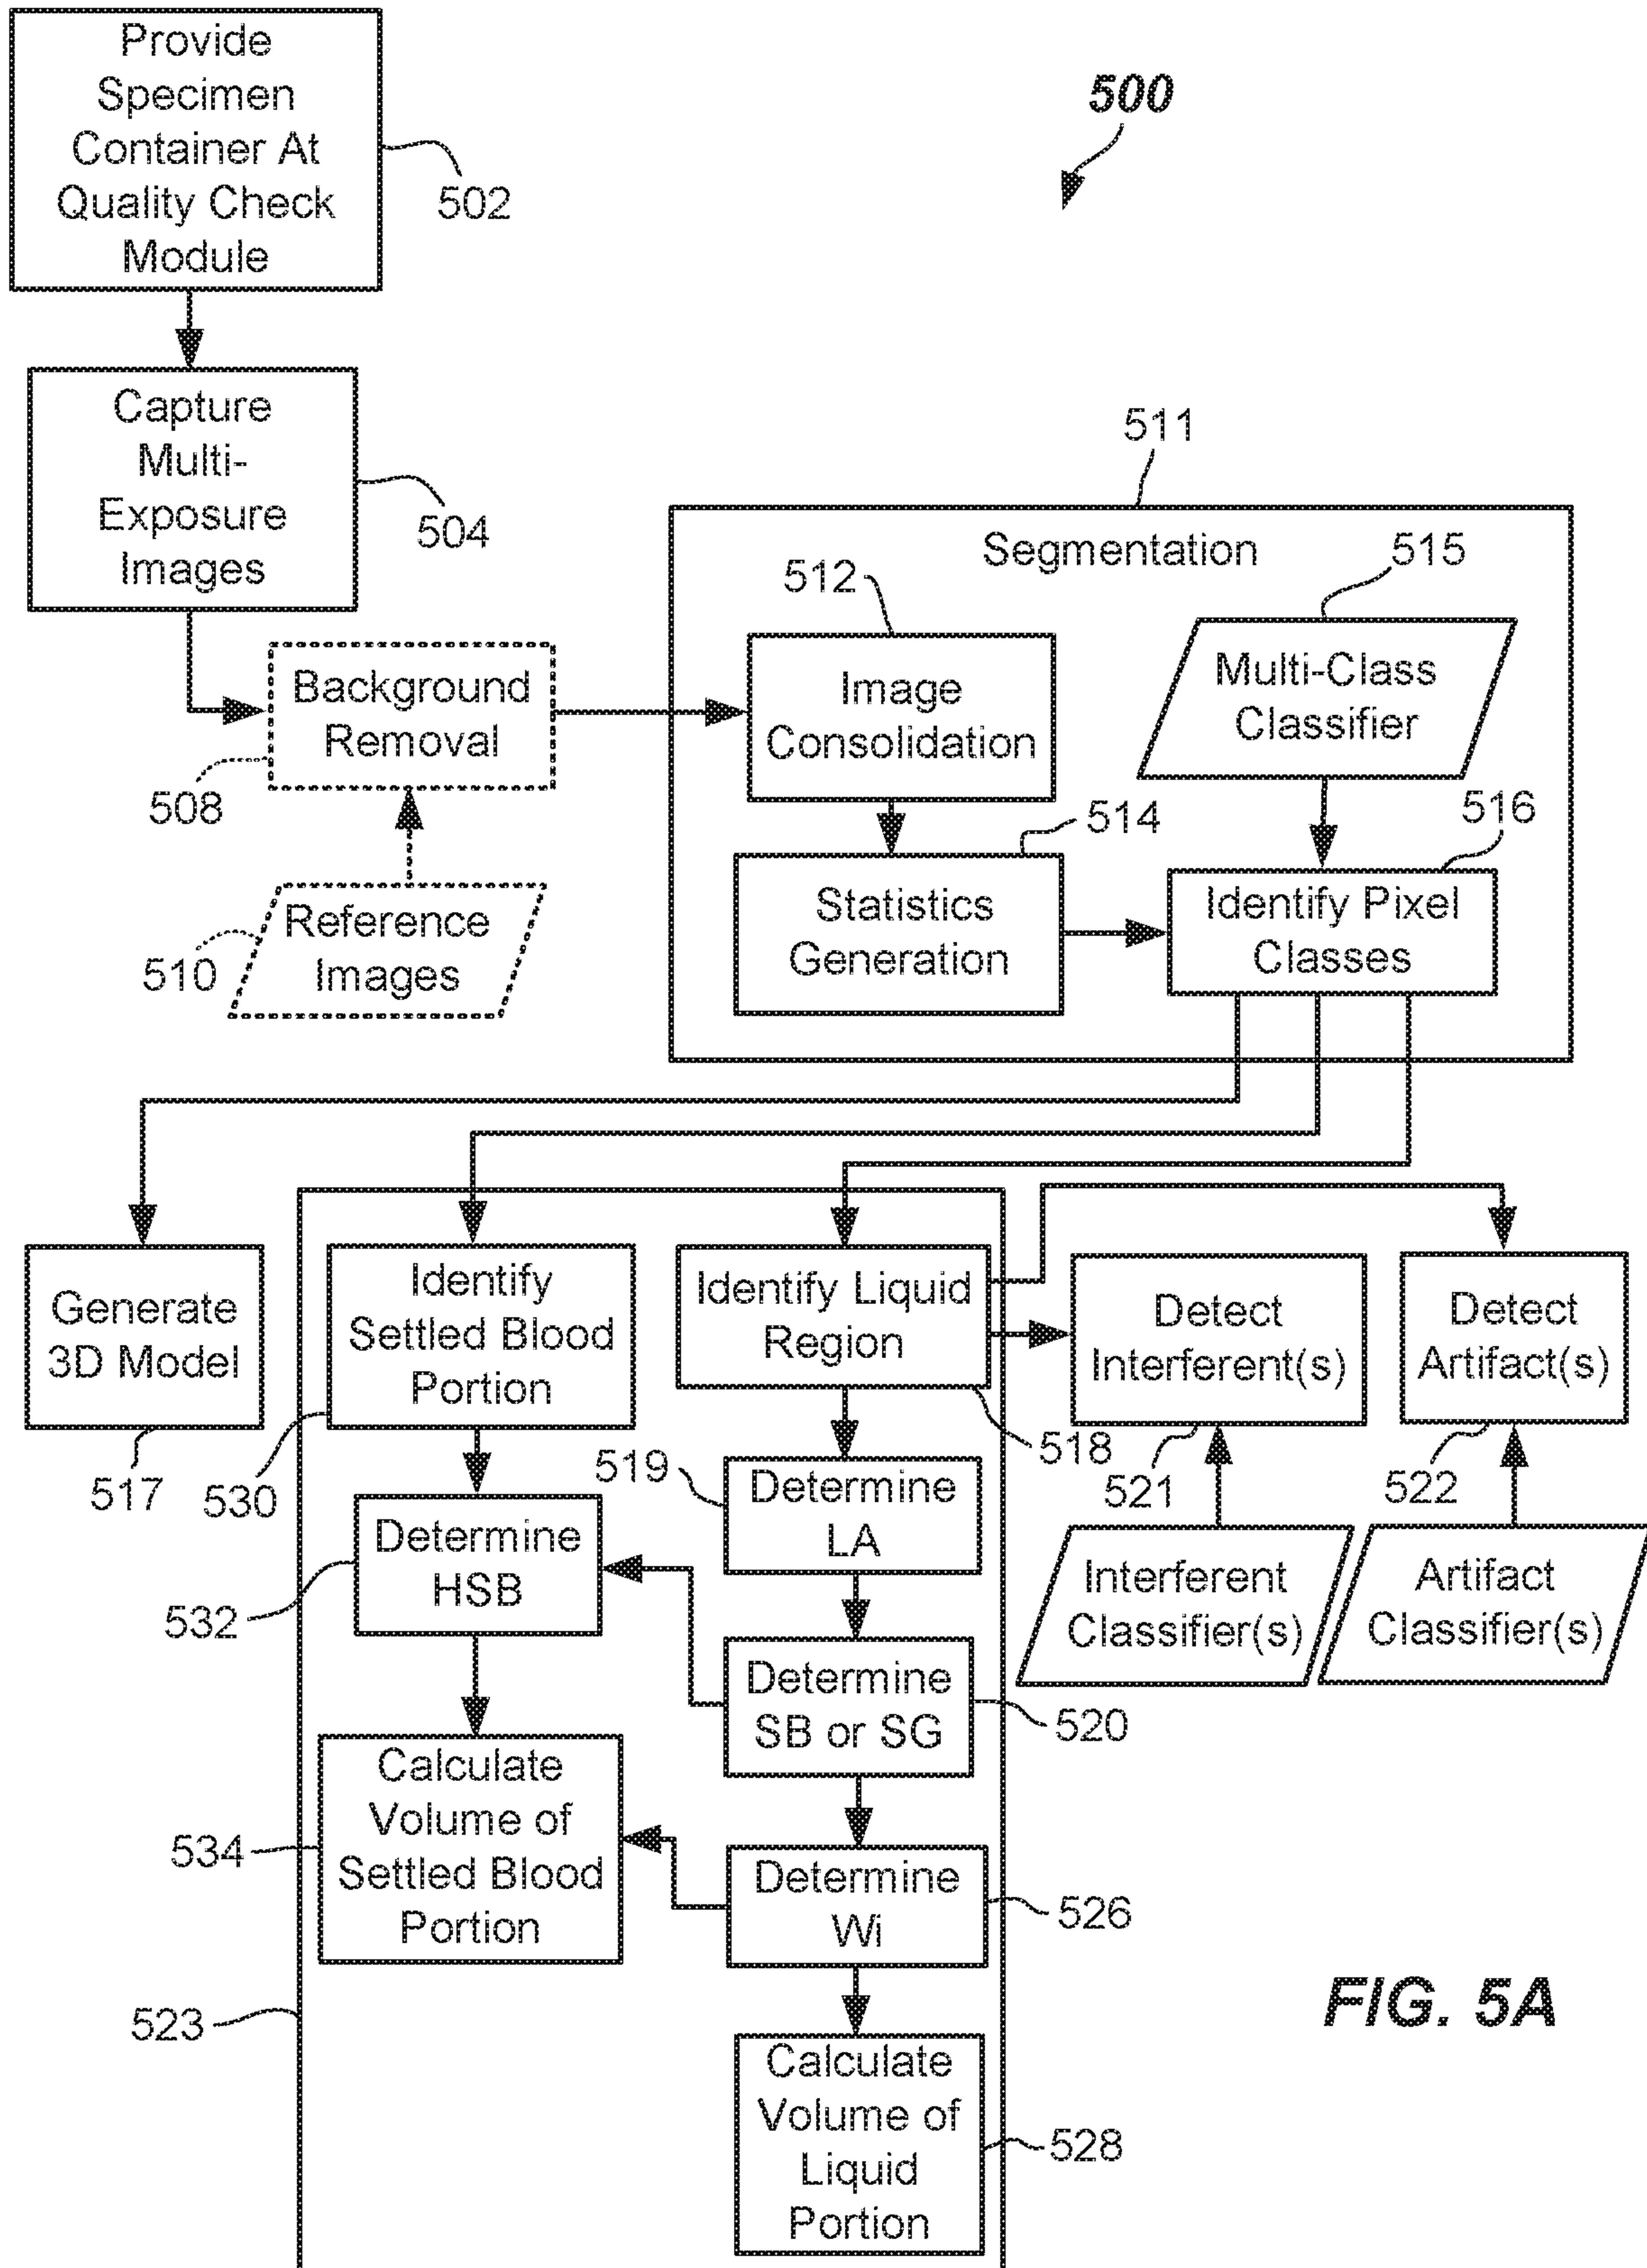 Provide
Specimen
Container At
Quality Check
Module
502
500
Capture
Multi-
Exposure
Images
504
511
Segmentation
512
515
Image
Consolidation
Multi-Class
Classifier
Background
Removal
508
514
516
Statistics
Generation
Identify Pixel
Classes
Reference
Images
510
Generate
3D Model
517
Identify
Settled Blood
Portion
530
Identify Liquid
Region
518
Detect
Interferent(s)
521
Detect
Artifact(s)
522
519
Determine
LA
Determine
HSB
532
Interferent
Classifier(s)
Artifact
Classifier(s)
Determine
SB or SG
520
Calculate
Volume of
Settled Blood
Portion
534
Determine
Wi
526
523
Calculate
Volume of
Liquid
Portion
528
FIG. 5A